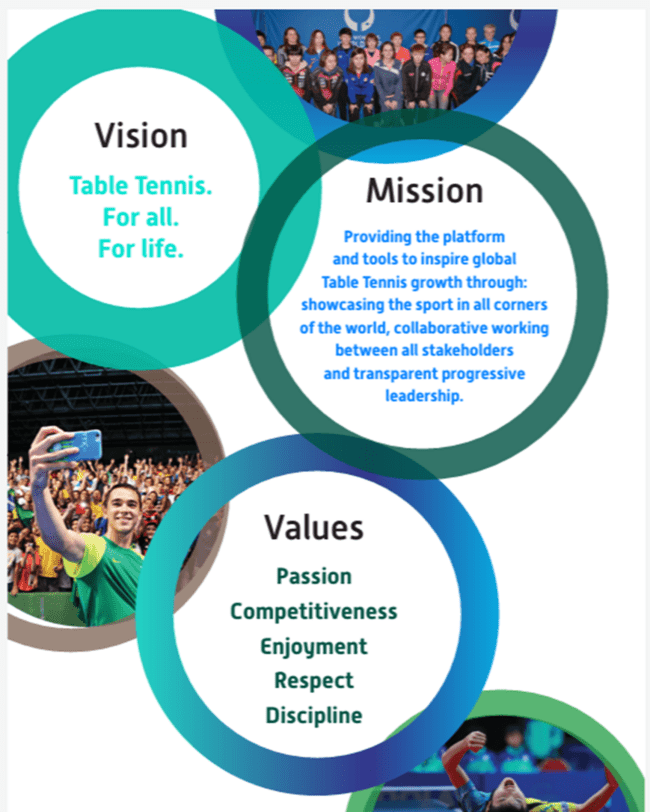 Vision
Table Tennis.
For all.
For life.
Mission
Providing the platform
and tools to inspire global
Table Tennis growth through:
showcasing the sport in all corners
of the world, collaborative working
between all stakeholders
and transparent progressive
leadership.
Values
Passion
Competitiveness
Enjoyment
Respect
Discipline